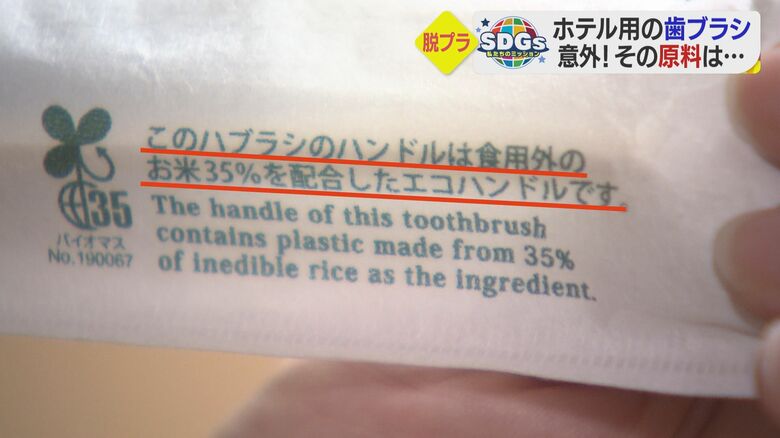 脱プラ
SDGs
私たちのミッション
ホテル用の歯ブラシ
意外!その原料は…
このハブラシのハンドルは食用外の
お米35%を配合したエコハンドルです。
The handle of this toothbrush
contains plastic made from 35%
of inedible rice as the ingredient.
35
バイオマス
No.190067